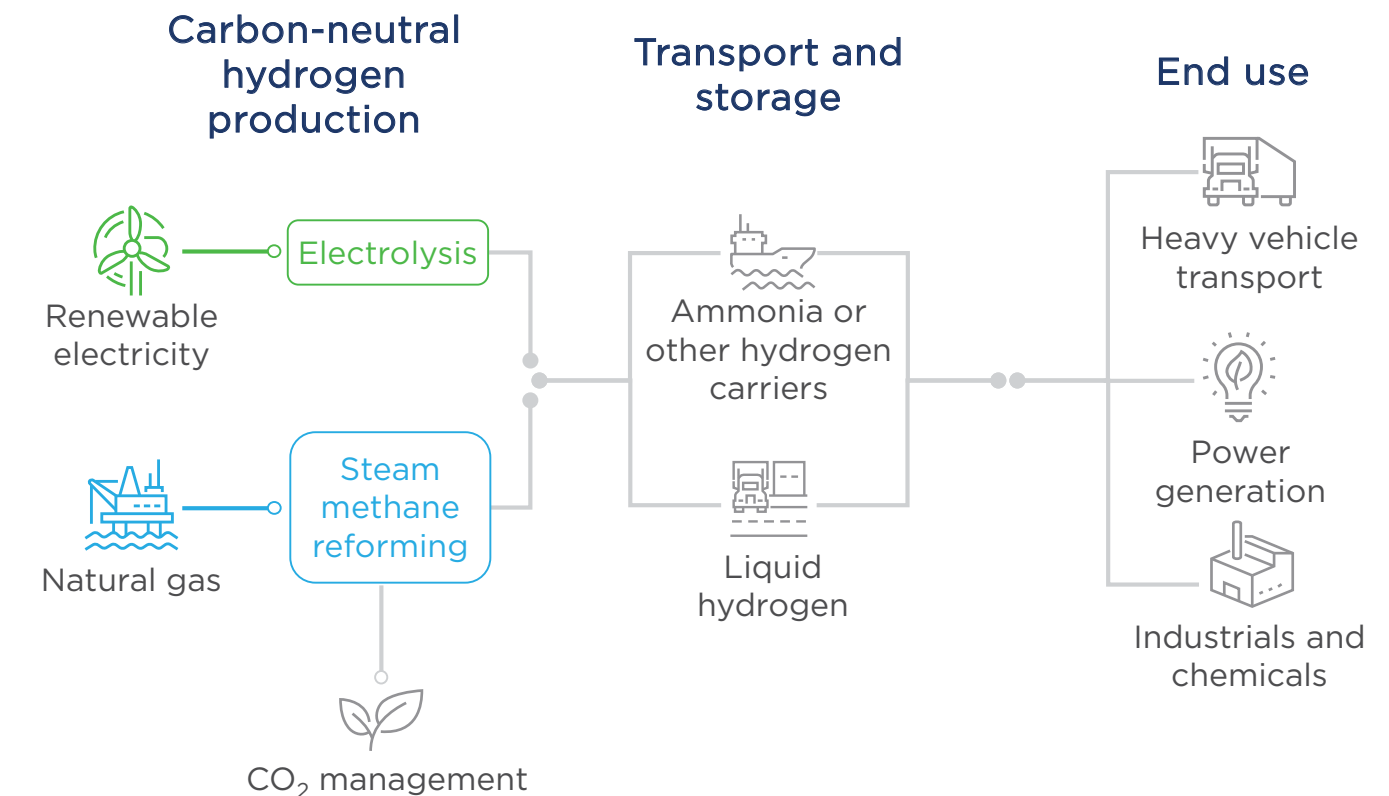 Carbon-neutral
hydrogen
production
Transport and
storage
End use
Renewable
electricity
Electrolysis
Natural gas
Steam
methane
reforming
CO₂ management
Ammonia or
other hydrogen
carriers
Liquid
hydrogen
Heavy vehicle
transport
Power
generation
Industrials and
chemicals